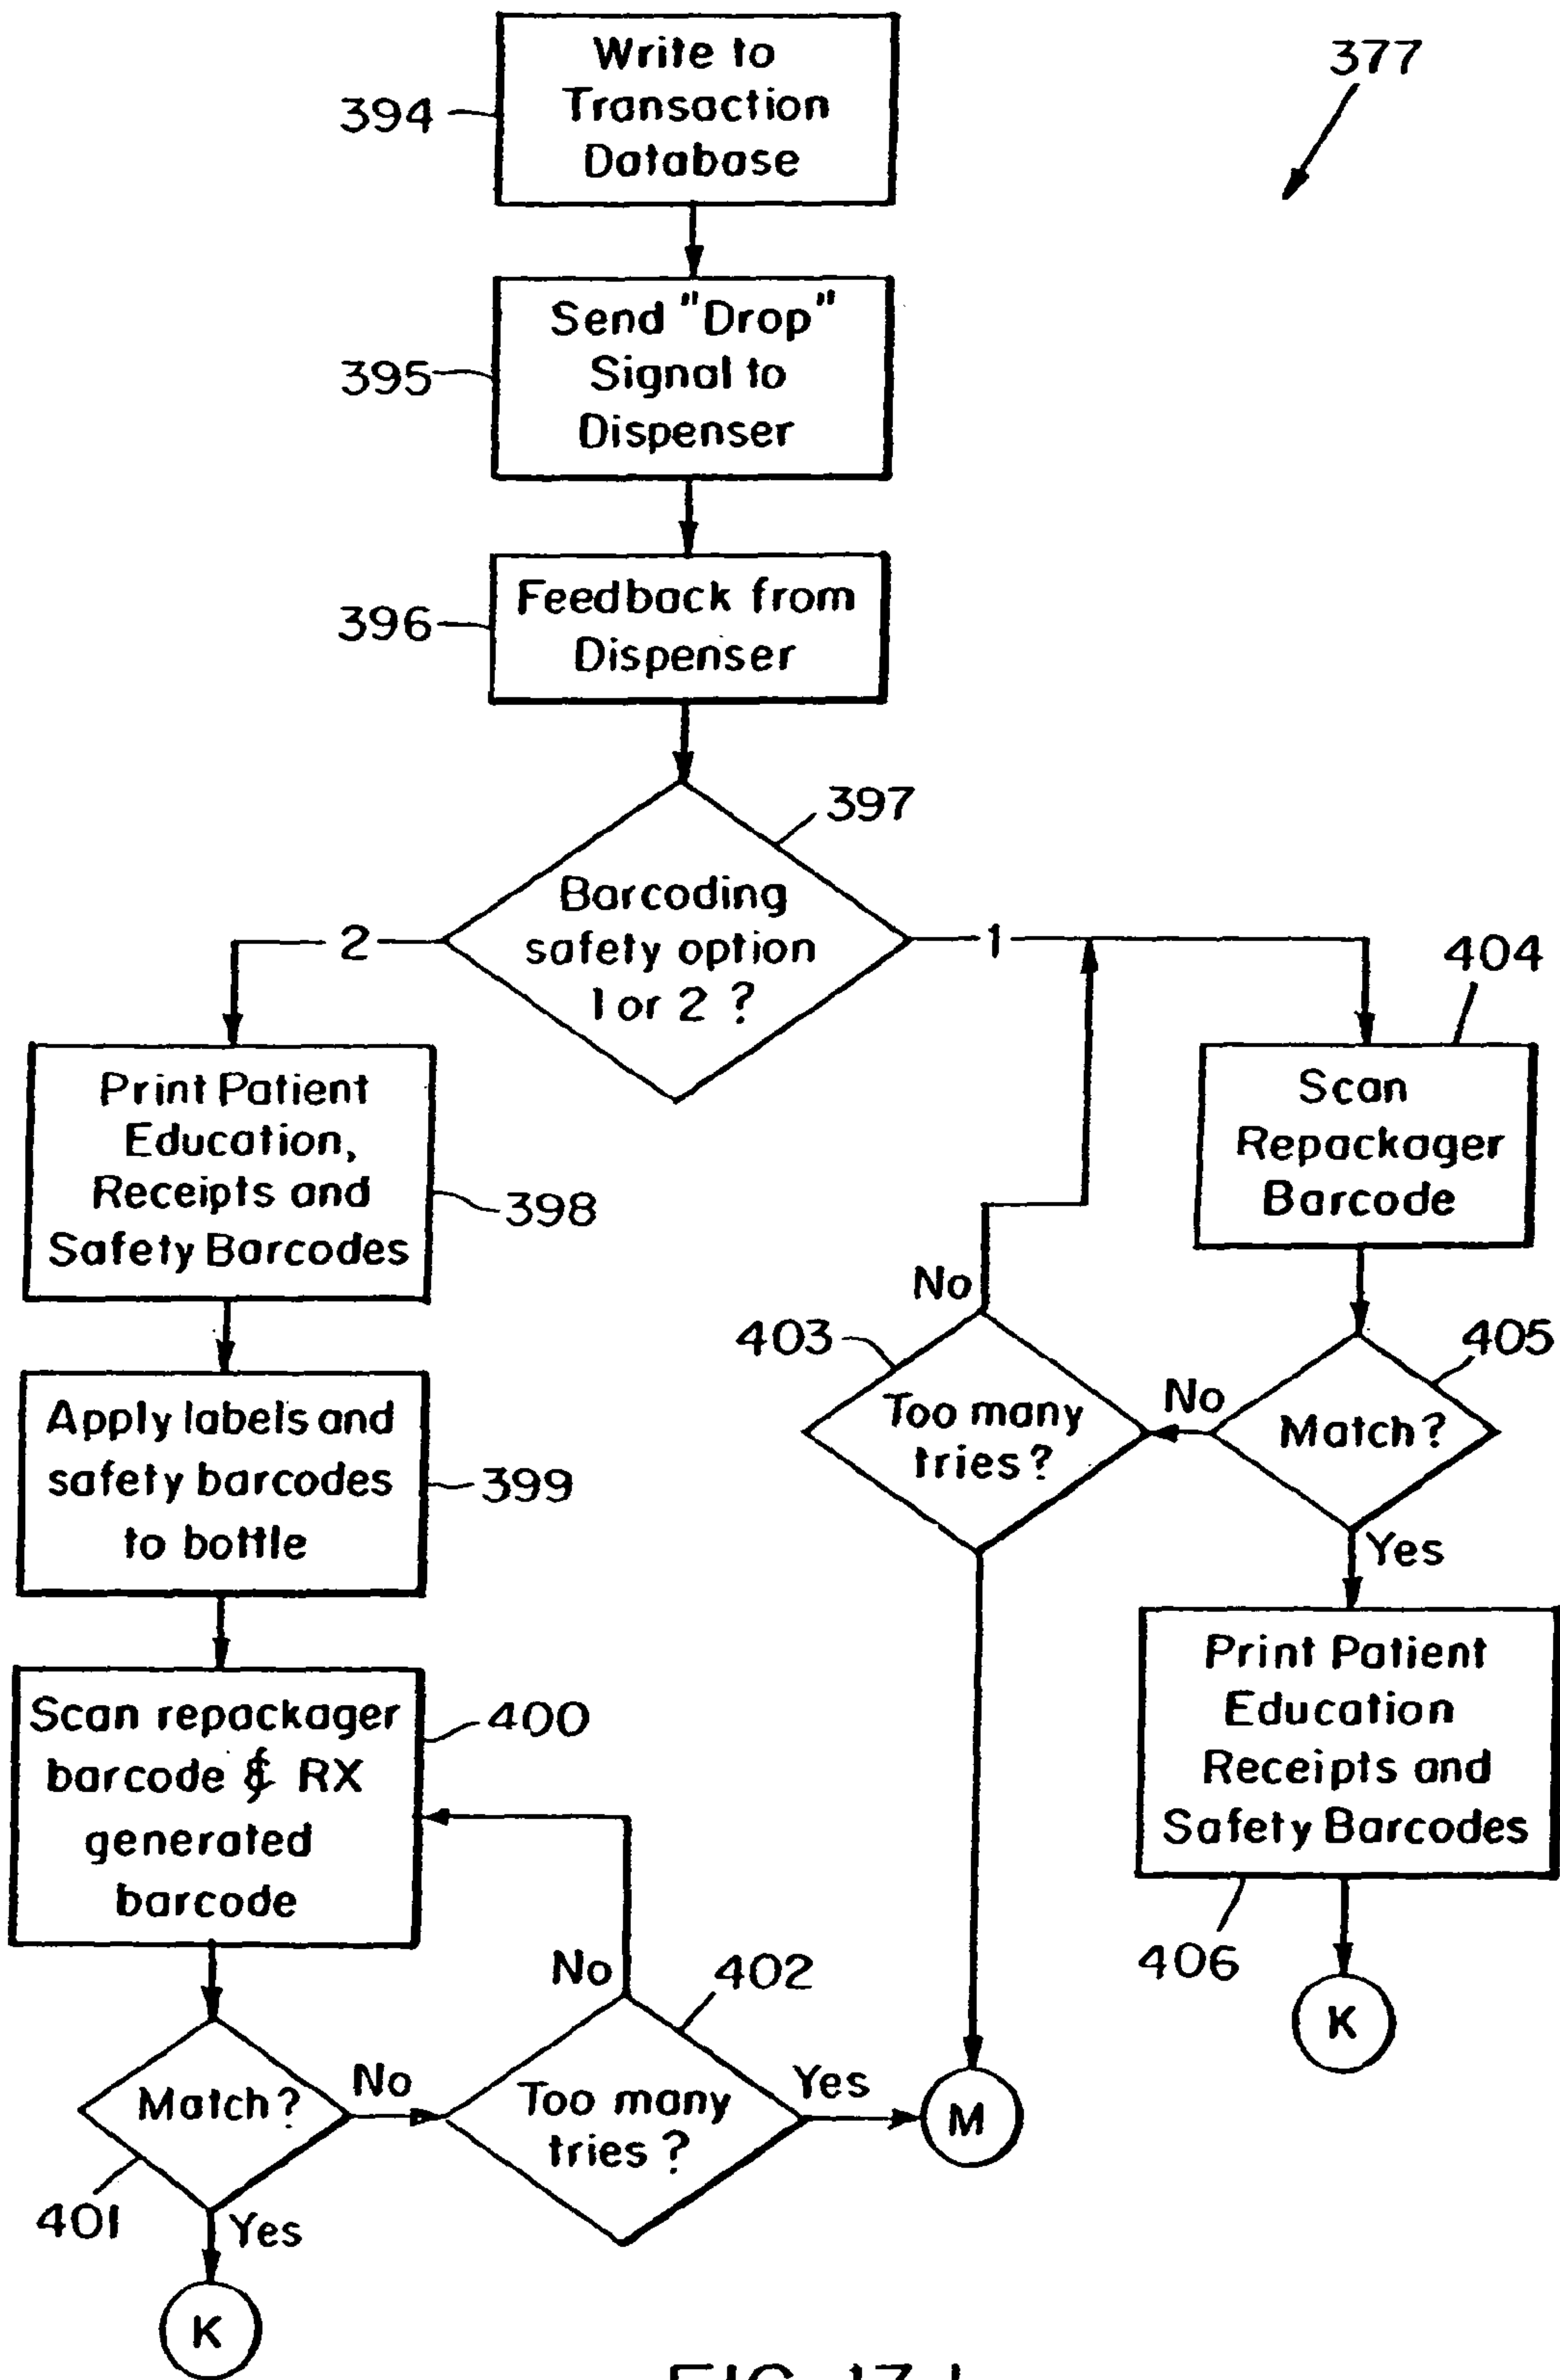 377
394
Write to
Transaction
Database
395
Send "Drop"
Signal to
Dispenser
396
Feedback from
Dispenser
397
Barcoding
safety option
1 or 2 ?
2
1
Print Patient
Education,
Receipts and
Safety Barcodes
398
Apply labels and
safety barcodes
to bottle
399
Scan repackager
barcode & RX
generated
barcode
400
Match?
401
No
Yes
K
Too many
tries ?
402
No
Yes
M
404
Scan
Repackager
Barcode
405
Match?
No
Yes
403
Too many
tries?
No
Print Patient
Education
Receipts and
Safety Barcodes
406
K